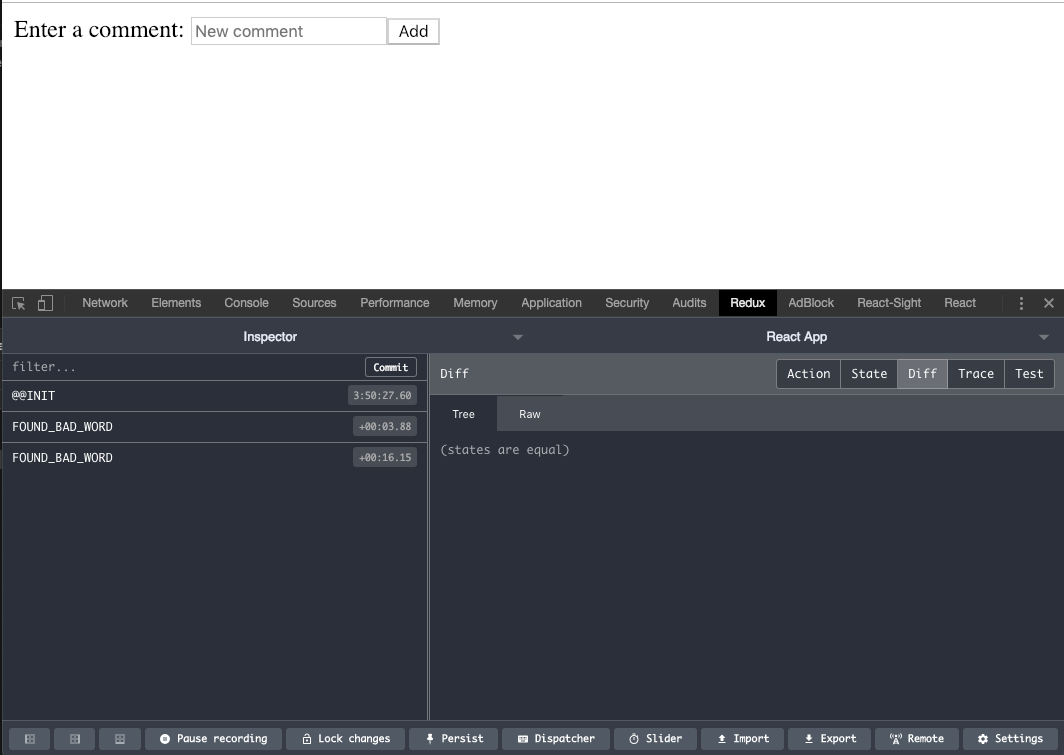 Enter a comment: New comment Add
Network Elements Console Sources Performance Memory Application Security Audits Redux AdBlock React-Sight React
Inspector React App
filter... Commit Diff Action State Diff Trace Test
@@INIT 3:50:27.60
Tree Raw
FOUND_BAD_WORD +00:03.88
(states are equal)
FOUND_BAD_WORD +00:16.15
Pause recording Lock changes Persist Dispatcher Slider Import Export Remote Settings